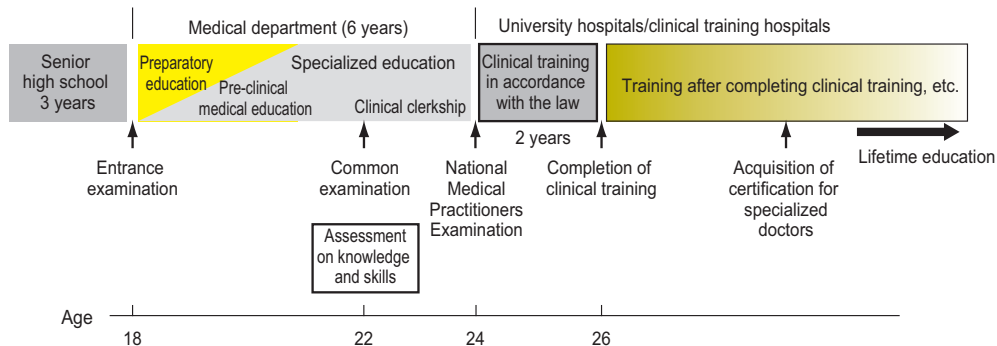 Medical department (6 years)
University hospitals/clinical training hospitals
Senior
high school
3 years
Preparatory
education
Pre-clinical
medical education
Specialized education
Clinical clerkship
Clinical training
in accordance
with the law
2 years
Training after completing clinical training, etc.
Lifetime education
Entrance
examination
Common
examination
National
Medical
Practitioners
Examination
Completion of
clinical training
Acquisition of
certification for
specialized
doctors
Assessment
on knowledge
and skills
Age
18
22
24
26